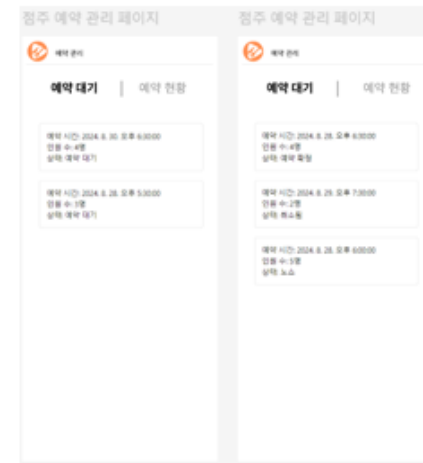 점주 예약 관리 페이지
예약 관리
예약 대기 | 예약 현황
예약 시간: 2024. 8. 30. 오후 6:30:00
인원 수: 4명
상태: 예약 대기
예약 시간: 2024. 8. 28. 오후 5:30:00
인원 수: 3명
상태: 예약 대기
점주 예약 관리 페이지
예약 관리
예약 대기 | 예약 현황
예약 시간: 2024. 8. 28. 오후 6:30:00
인원 수: 4명
상태: 예약 확정
예약 시간: 2024. 8. 29. 오후 7:30:00
인원 수: 2명
상태: 취소됨
예약 시간: 2024. 8. 28. 오후 6:00:00
인원 수: 5명
상태: 노쇼